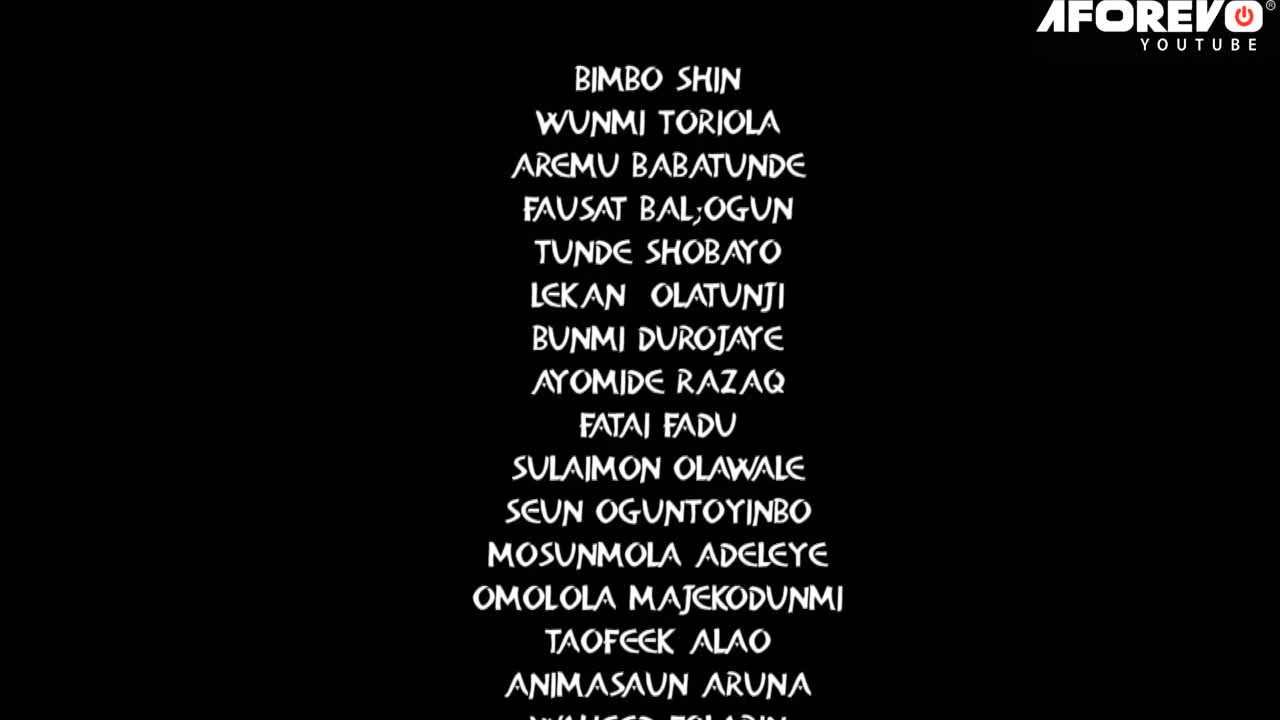 AFOREVO®
YOUTUBE
BIMBO SHIN
WUNMI TORIOLA
AREMU BABATUNDE
FAUSAT BAL;OGUN
TUNDE SHOBAYO
LEKAN  OLATUNJI
BUNMI DUROJAYE
AYOMIDE RAZAQ
FATAI FADU
SULAIMON OLAWALE
SEUN OGUNTOYINBO
MOSUNMOLA ADELEYE
OMOLOLA MAJEKODUNMI
TAOFEEK ALAO
ANIMASAUN ARUNA